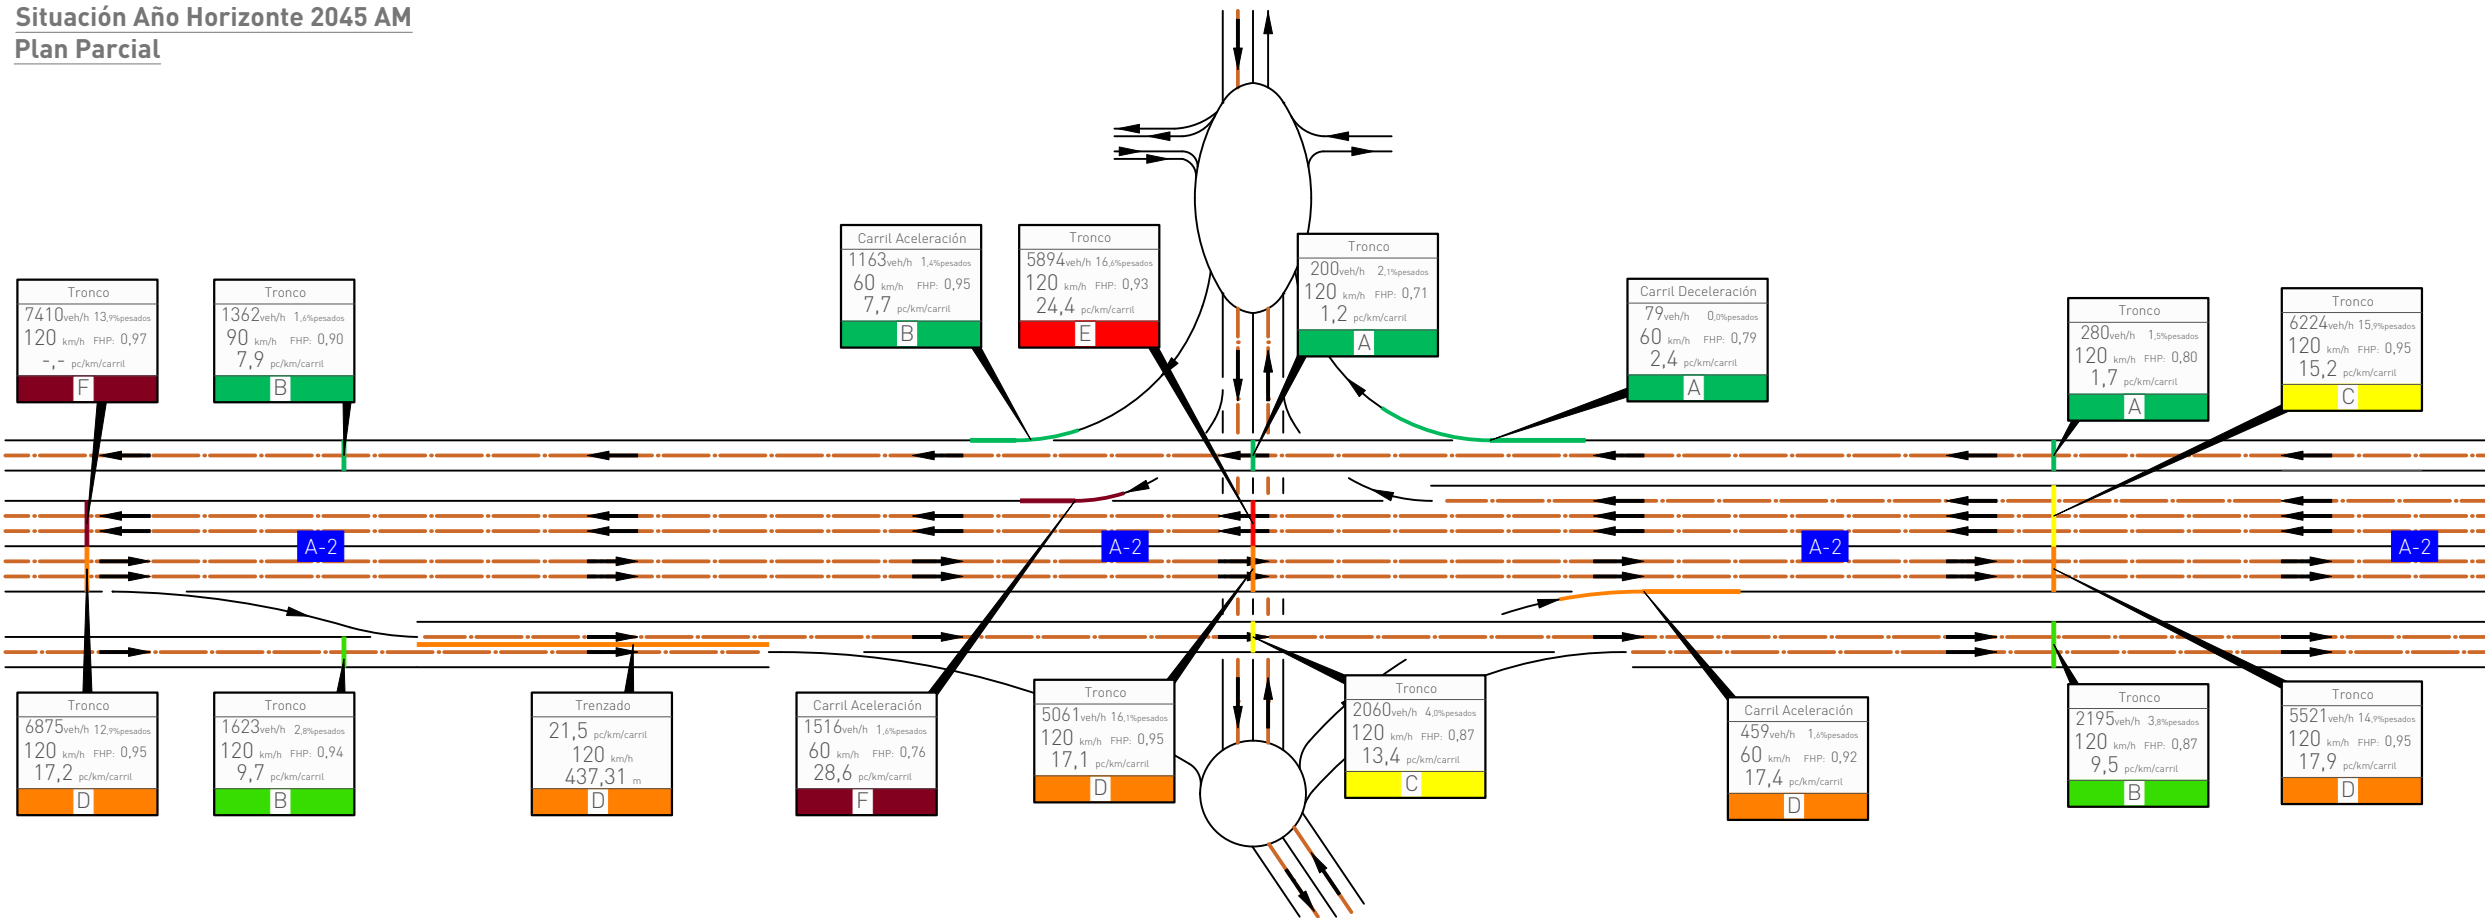 Situación Año Horizonte 2045 AM
Plan Parcial
Carril Aceleración
1163veh/h 1,4%pesados
60 km/h FHP: 0,95
7,7 pc/km/carril
B
Tronco
5894veh/h 16,6%pesados
120 km/h FHP: 0,93
24,4 pc/km/carril
E
Tronco
200veh/h 2,1%pesados
120 km/h FHP: 0,71
1,2 pc/km/carril
A
Tronco
7410veh/h 13,9%pesados
120 km/h FHP: 0,97
-,- pc/km/carril
F
Tronco
1362veh/h 1,6%pesados
90 km/h FHP: 0,90
7,9 pc/km/carril
B
Carril Deceleración
79veh/h 0,0%pesados
60 km/h FHP: 0,79
2,4 pc/km/carril
A
Tronco
280veh/h 1,5%pesados
120 km/h FHP: 0,80
1,7 pc/km/carril
A
Tronco
6224veh/h 15,9%pesados
120 km/h FHP: 0,95
15,2 pc/km/carril
C
A-2
A-2
A-2
A-2
Tronco
6875veh/h 12,9%pesados
120 km/h FHP: 0,95
17,2 pc/km/carril
D
Tronco
1623veh/h 2,8%pesados
120 km/h FHP: 0,94
9,7 pc/km/carril
B
Trenzado
21,5 pc/km/carril
120 km/h
437,31 m
D
Carril Aceleración
1516veh/h 1,6%pesados
60 km/h FHP: 0,76
28,6 pc/km/carril
F
Tronco
5061veh/h 16,1%pesados
120 km/h FHP: 0,95
17,1 pc/km/carril
D
Tronco
2060veh/h 4,0%pesados
120 km/h FHP: 0,87
13,4 pc/km/carril
C
Carril Aceleración
459veh/h 1,6%pesados
60 km/h FHP: 0,92
17,4 pc/km/carril
D
Tronco
2195veh/h 3,8%pesados
120 km/h FHP: 0,87
9,5 pc/km/carril
B
Tronco
5521veh/h 14,9%pesados
120 km/h FHP: 0,95
17,9 pc/km/carril
D